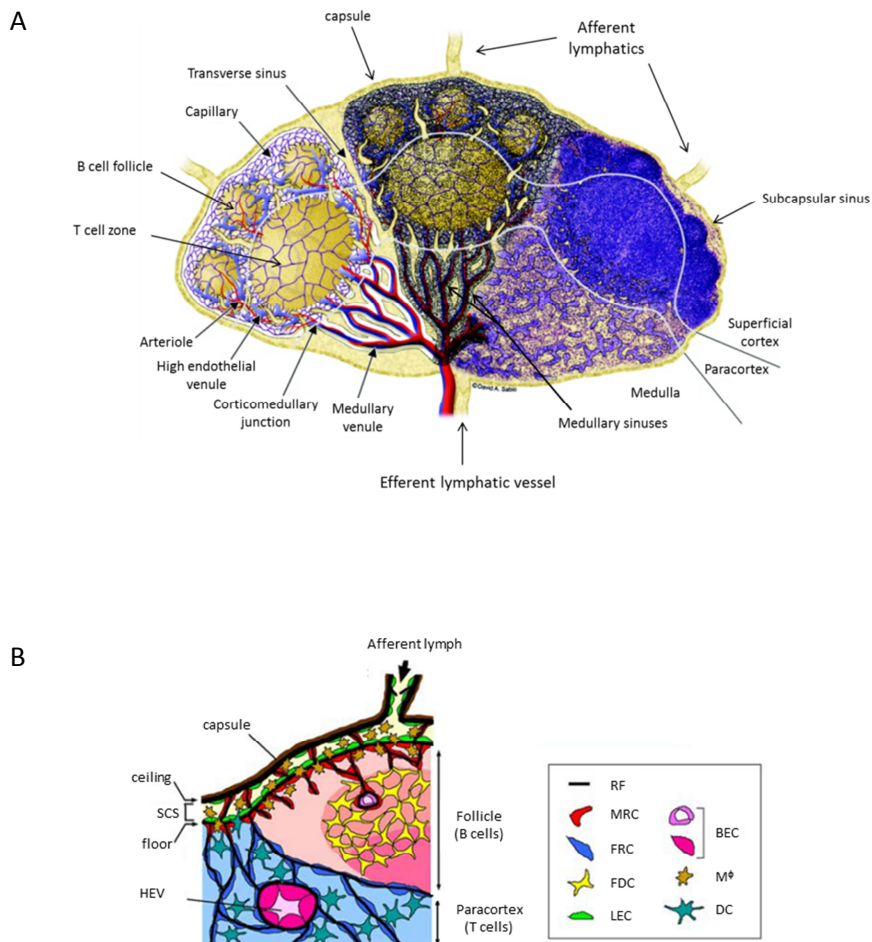 A
capsule
Afferent
lymphatics
Transverse sinus
Capillary
B cell follicle
Subcapsular sinus
T cell zone
Arteriole
High endothelial
venule
Corticomedullary
junction
Medullary
venule
©David A. Sabio
Medullary sinuses
Medulla
Superficial
cortex
Paracortex
Efferent lymphatic vessel
B
Afferent lymph
capsule
ceiling
SCS
floor
HEV
Follicle
(B cells)
Paracortex
(T cells)
RF
MRC
FRC
FDC
LEC
BEC
MΦ
DC